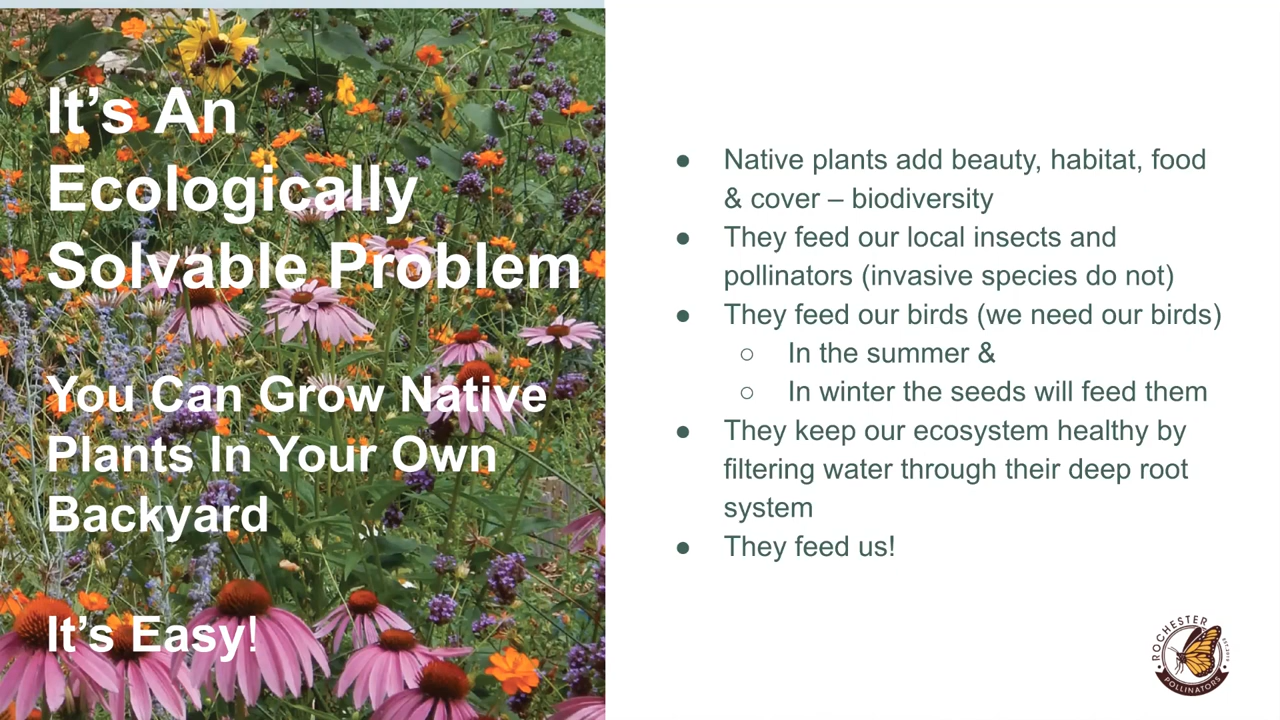 It’s An
Ecologically
Solvable Problem
You Can Grow Native
Plants In Your Own
Backyard
It’s Easy!
● Native plants add beauty, habitat, food
& cover – biodiversity
● They feed our local insects and
pollinators (invasive species do not)
● They feed our birds (we need our birds)
○ In the summer &
○ In winter the seeds will feed them
● They keep our ecosystem healthy by
filtering water through their deep root
system
● They feed us!
ROCHESTER
POLLINATORS